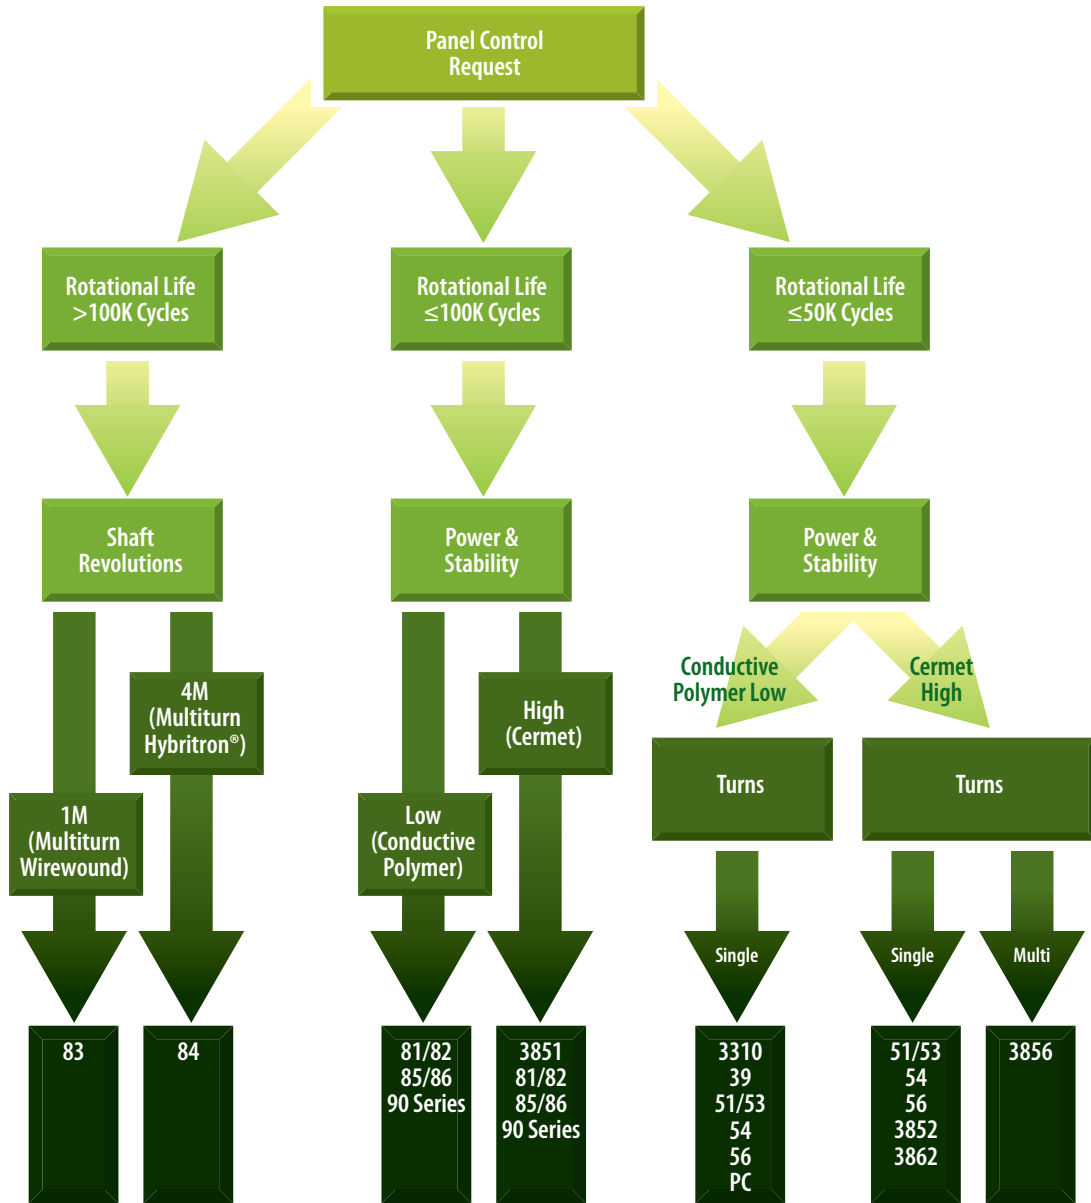 Panel Control
Request
Rotational Life
>100K Cycles
Rotational Life
≤100K Cycles
Rotational Life
≤50K Cycles
Shaft
Revolutions
Power &
Stability
Power &
Stability
4M
(Multiturn
Hybritron®)
1M
(Multiturn
Wirewound)
High
(Cermet)
Low
(Conductive
Polymer)
Conductive
Polymer Low
Cermet
High
Turns
Turns
Single
Single
Multi
83
84
81/82
85/86
90 Series
3851
81/82
85/86
90 Series
3310
39
51/53
54
56
PC
51/53
54
56
3852
3862
3856